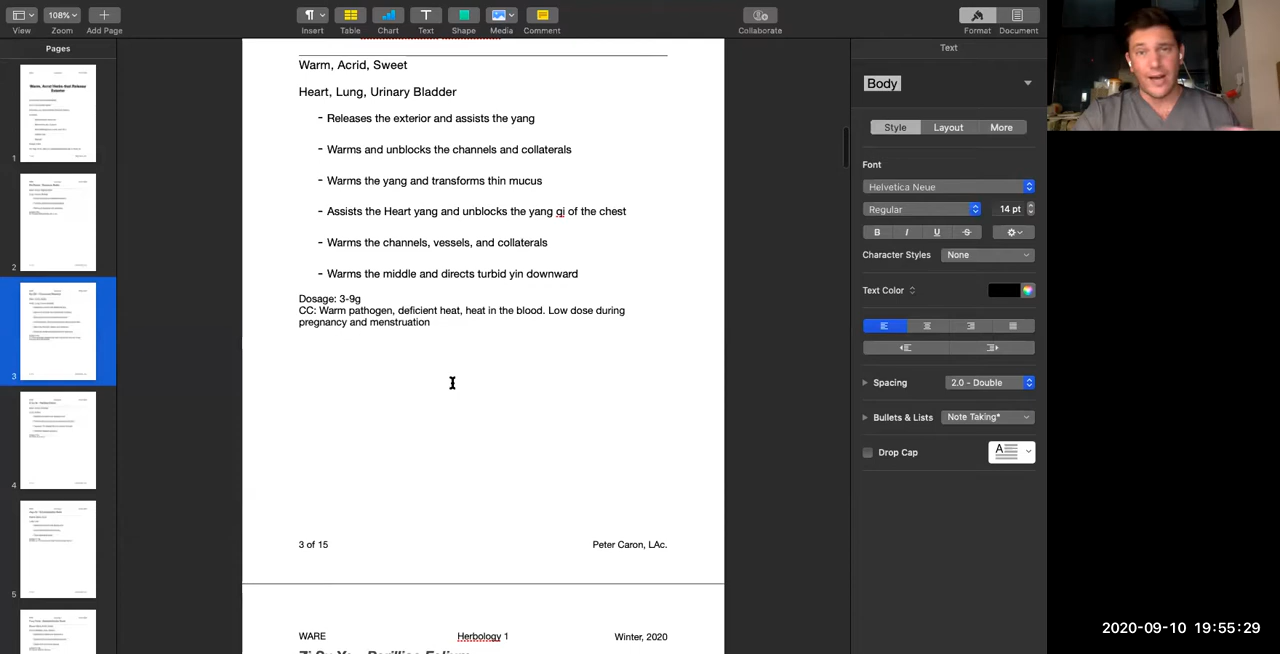 108%
View
Zoom
Add Page
Insert
Table
Chart
Text
Shape
Media
Comment
Collaborate
Format
Document
Pages
Text
1
2
3
4
5
Warm, Acrid, Sweet
Heart, Lung, Urinary Bladder
- Releases the exterior and assists the yang
- Warms and unblocks the channels and collaterals
- Warms the yang and transforms thin mucus
- Assists the Heart yang and unblocks the yang qi of the chest
- Warms the channels, vessels, and collaterals
- Warms the middle and directs turbid yin downward
Dosage: 3-9g
CC: Warm pathogen, deficient heat, heat in the blood. Low dose during
pregnancy and menstruation
3 of 15
Peter Caron, LAc.
WARE
Herbology 1
Winter, 2020
Body
Style
Layout
More
Font
Helvetica Neue
Regular
14 pt
B I U S
Character Styles
None
Text Color
Spacing
2.0 - Double
Bullets & Lists
Note Taking*
Drop Cap
A
2020-09-10 19:55:29